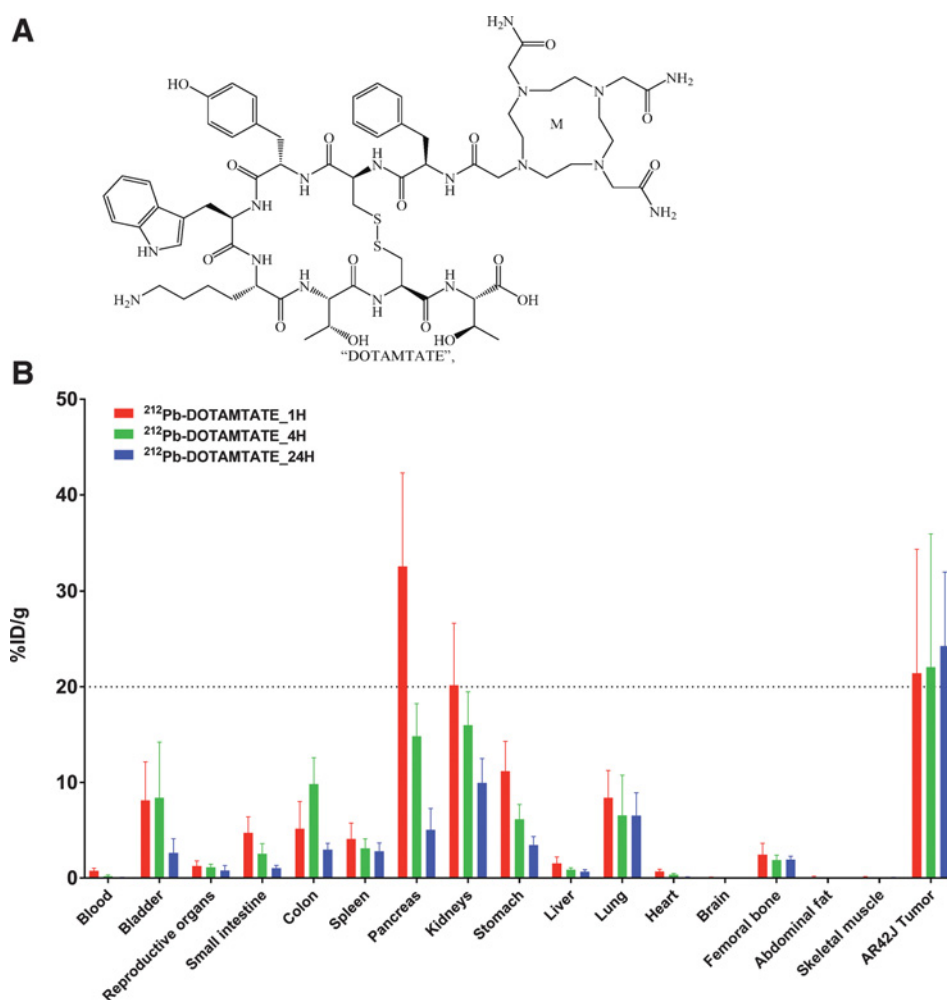 A
H₂N
O
O
NH₂
N
N
M
N
N
O
NH₂
HO
O
O
H
N
O
O
N
H
N
H
O
N
H
NH
S
S
O
NH
N
H
H₂N
O
H
N
O
N
H
O
H
N
O
OH
O
OH
HO
"DOTAMTATE",
B
²¹²Pb-DOTAMTATE_1H
²¹²Pb-DOTAMTATE_4H
²¹²Pb-DOTAMTATE_24H
%ID/g
50
40
30
20
10
0
Blood
Bladder
Reproductive organs
Small intestine
Colon
Spleen
Pancreas
Kidneys
Stomach
Liver
Lung
Heart
Brain
Femoral bone
Abdominal fat
Skeletal muscle
AR42J Tumor